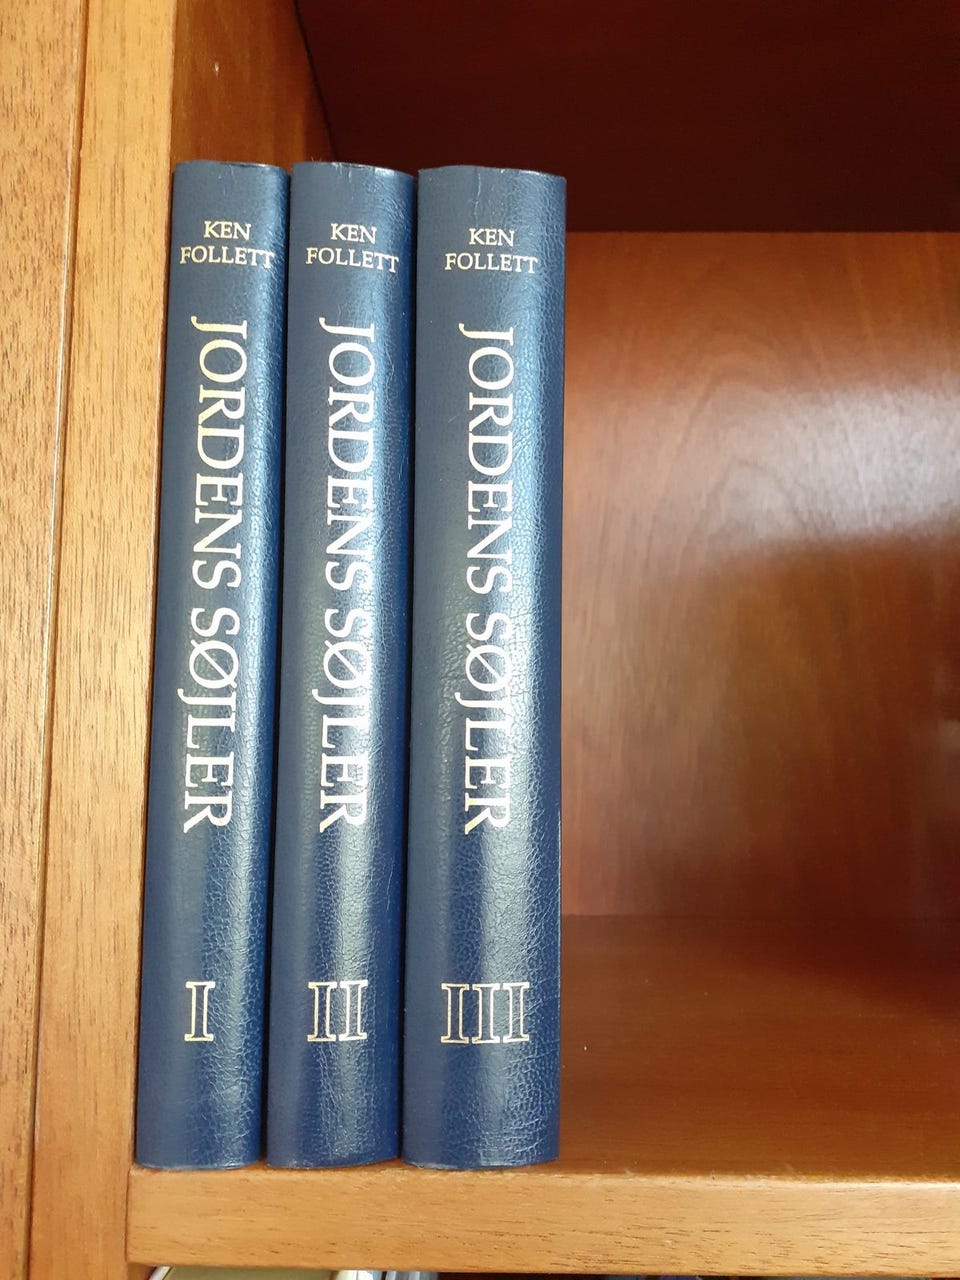 KEN
FOLLETT
JORDENS SØJLER
I
KEN
FOLLETT
JORDENS SØJLER
II
KEN
FOLLETT
JORDENS SØJLER
III